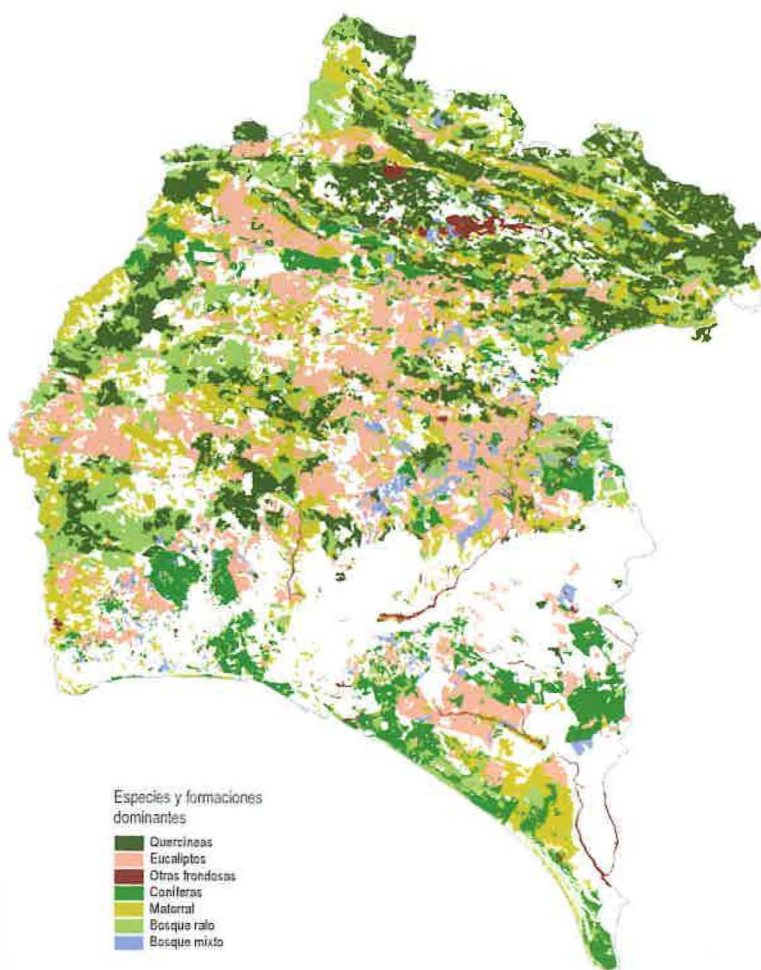 Especies y formaciones
dominantes
Quercíneas
Eucaliptos
Otras frondosas
Coníferas
Matorral
Bosque ralo
Bosque mixto